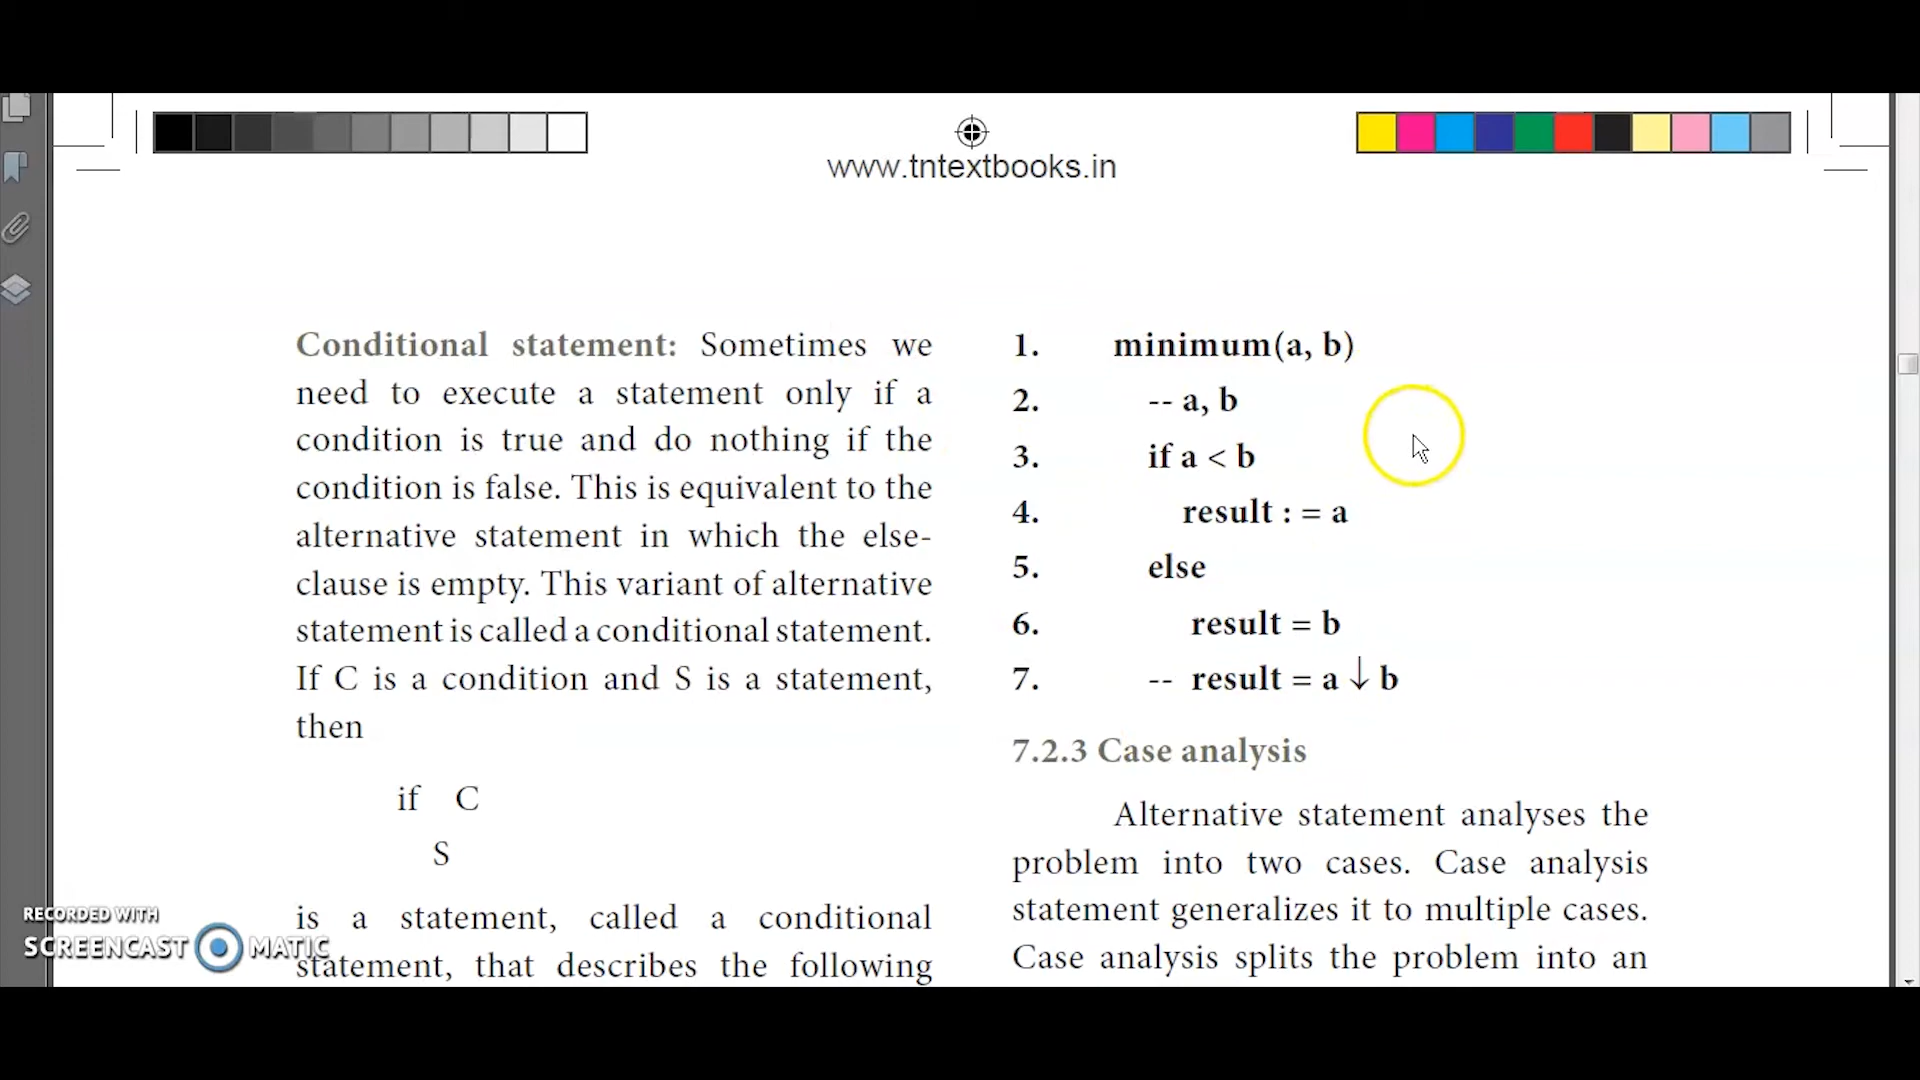 www.tntextbooks.in
Conditional statement: Sometimes we
need to execute a statement only if a
condition is true and do nothing if the
condition is false. This is equivalent to the
alternative statement in which the else-
clause is empty. This variant of alternative
statement is called a conditional statement.
If C is a condition and S is a statement,
then
if C
S
is a statement, called a conditional
statement, that describes the following
1. minimum(a, b)
2. -- a, b
3. if a < b
4. result : = a
5. else
6. result = b
7. -- result = a ↓ b
7.2.3 Case analysis
Alternative statement analyses the
problem into two cases. Case analysis
statement generalizes it to multiple cases.
Case analysis splits the problem into an
RECORDED WITH
SCREENCAST MATIC